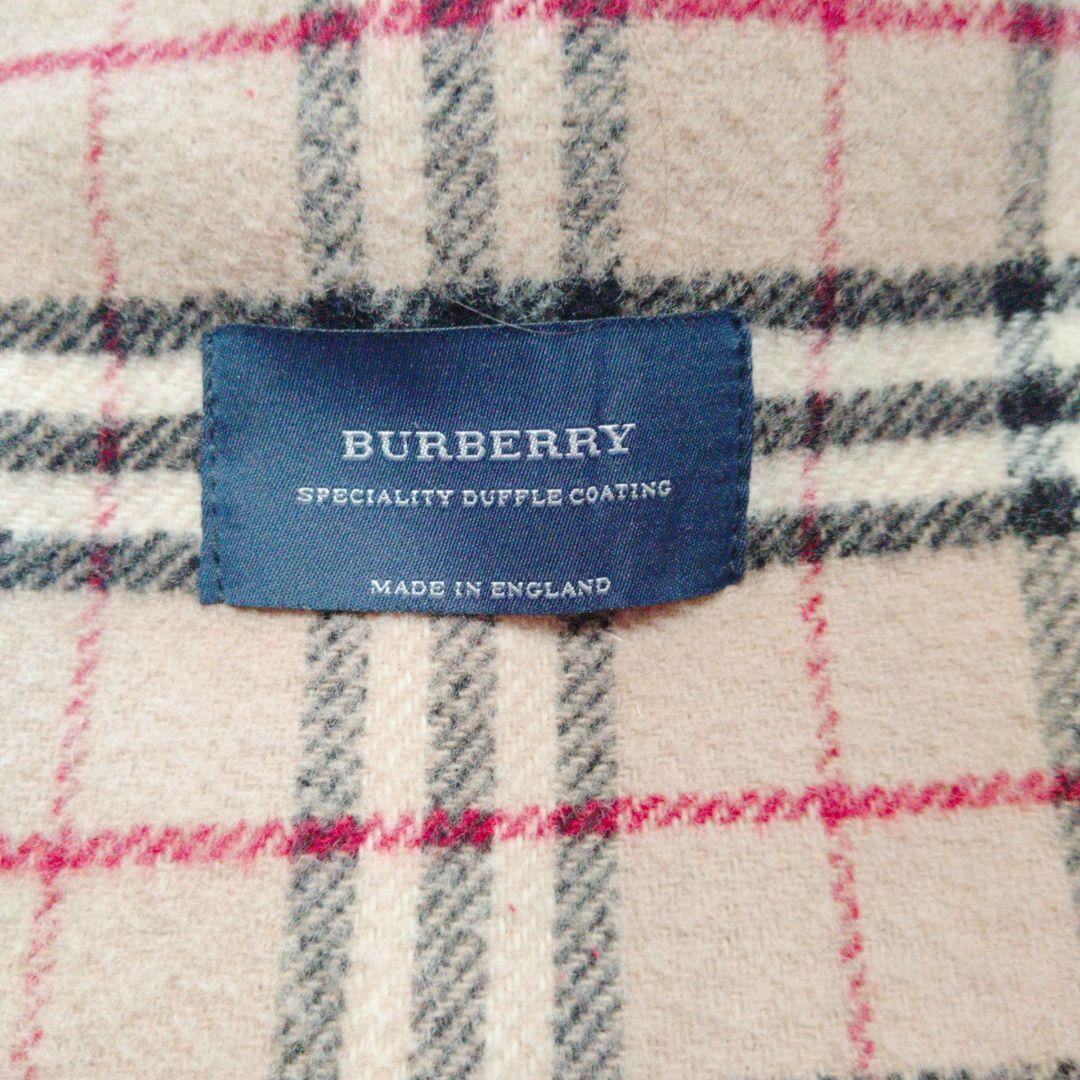 BURBERRY
SPECIALITY DUFFLE COATING
MADE IN ENGLAND